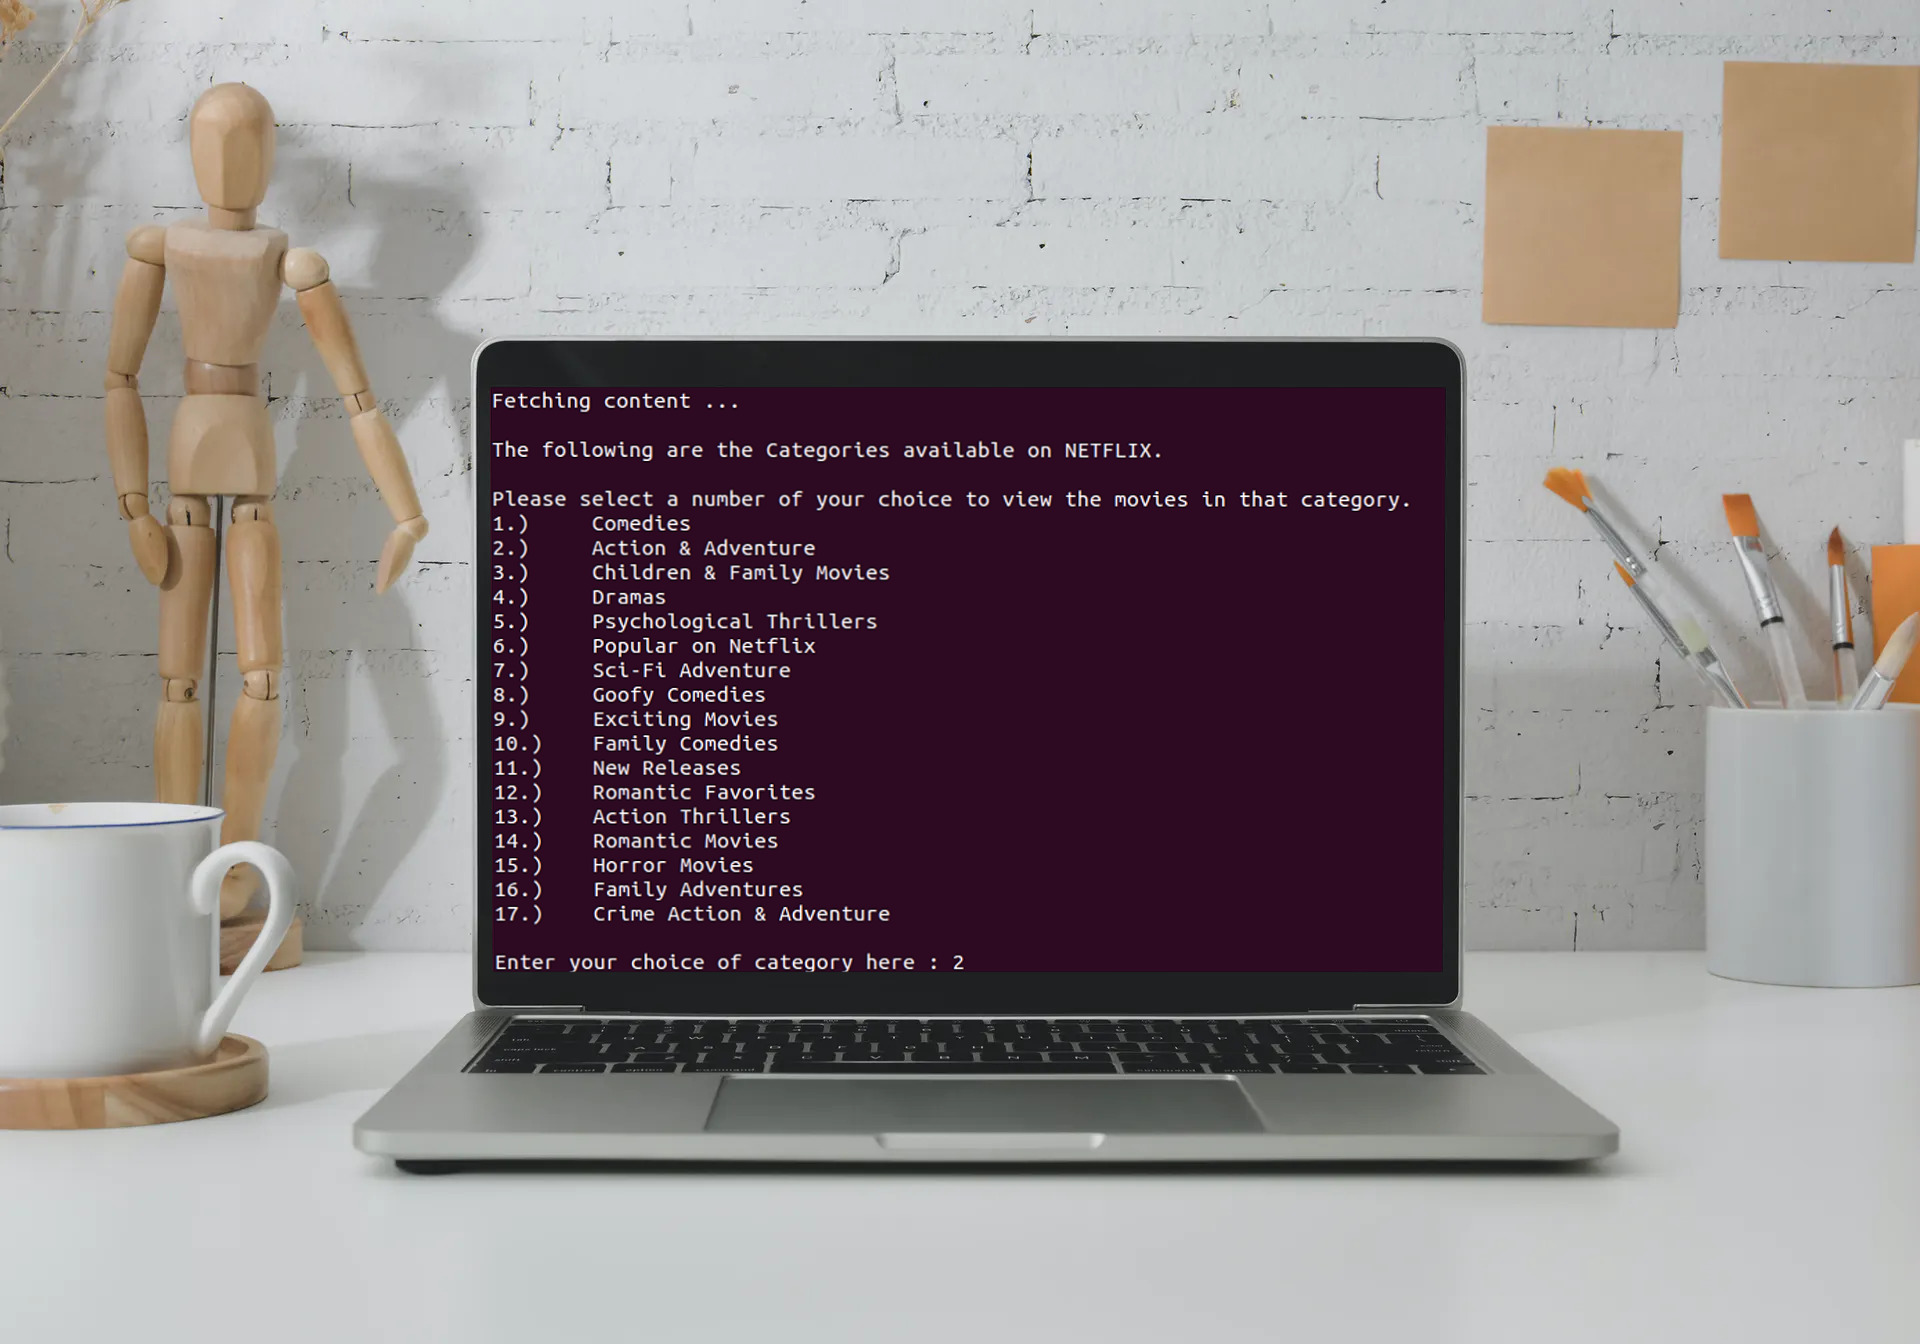 Fetching content ...
The following are the Categories available on NETFLIX.
Please select a number of your choice to view the movies in that category.
1.) Comedies
2.) Action & Adventure
3.) Children & Family Movies
4.) Dramas
5.) Psychological Thrillers
6.) Popular on Netflix
7.) Sci-Fi Adventure
8.) Goofy Comedies
9.) Exciting Movies
10.) Family Comedies
11.) New Releases
12.) Romantic Favorites
13.) Action Thrillers
14.) Romantic Movies
15.) Horror Movies
16.) Family Adventures
17.) Crime Action & Adventure
Enter your choice of category here : 2